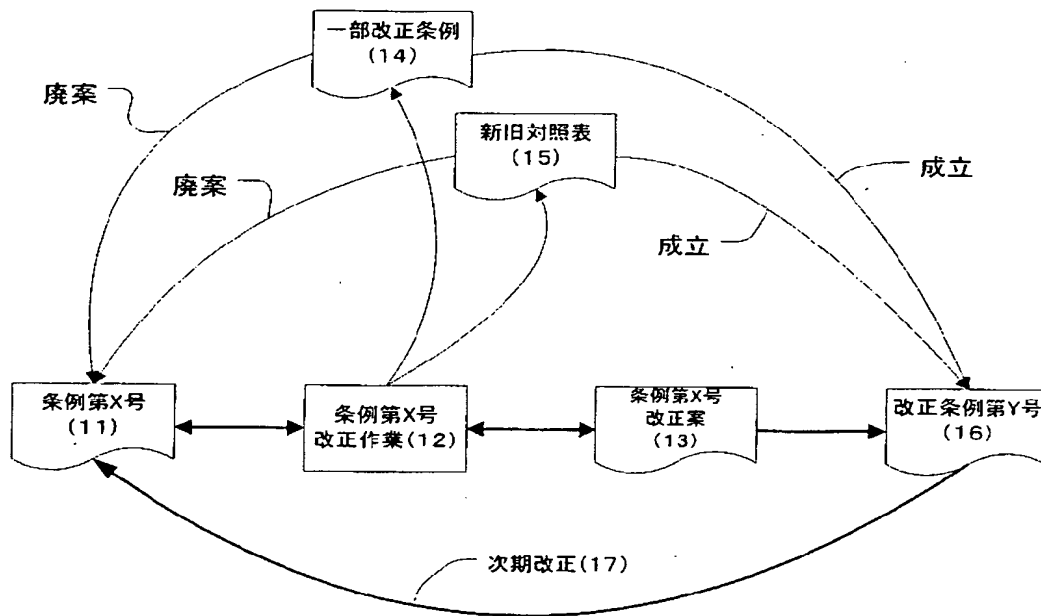 一部改正条例
(14)
廃案
新旧対照表
(15)
廃案
成立
成立
条例第X号
(11)
条例第X号
改正作業(12)
条例第X号
改正案
(13)
改正条例第Y号
(16)
次期改正(17)